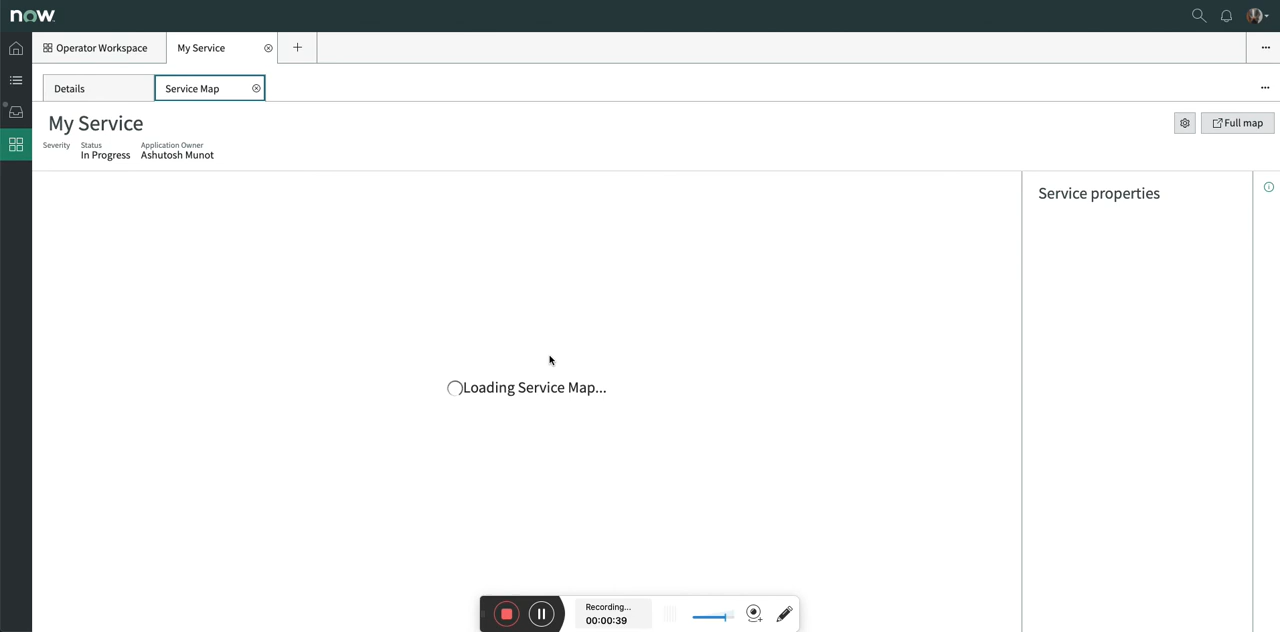 now.
Operator Workspace
My Service
Details
Service Map
My Service
Full map
Severity
Status
Application Owner
In Progress
Ashutosh Munot
Service properties
Loading Service Map...
Recording...
00:00:39